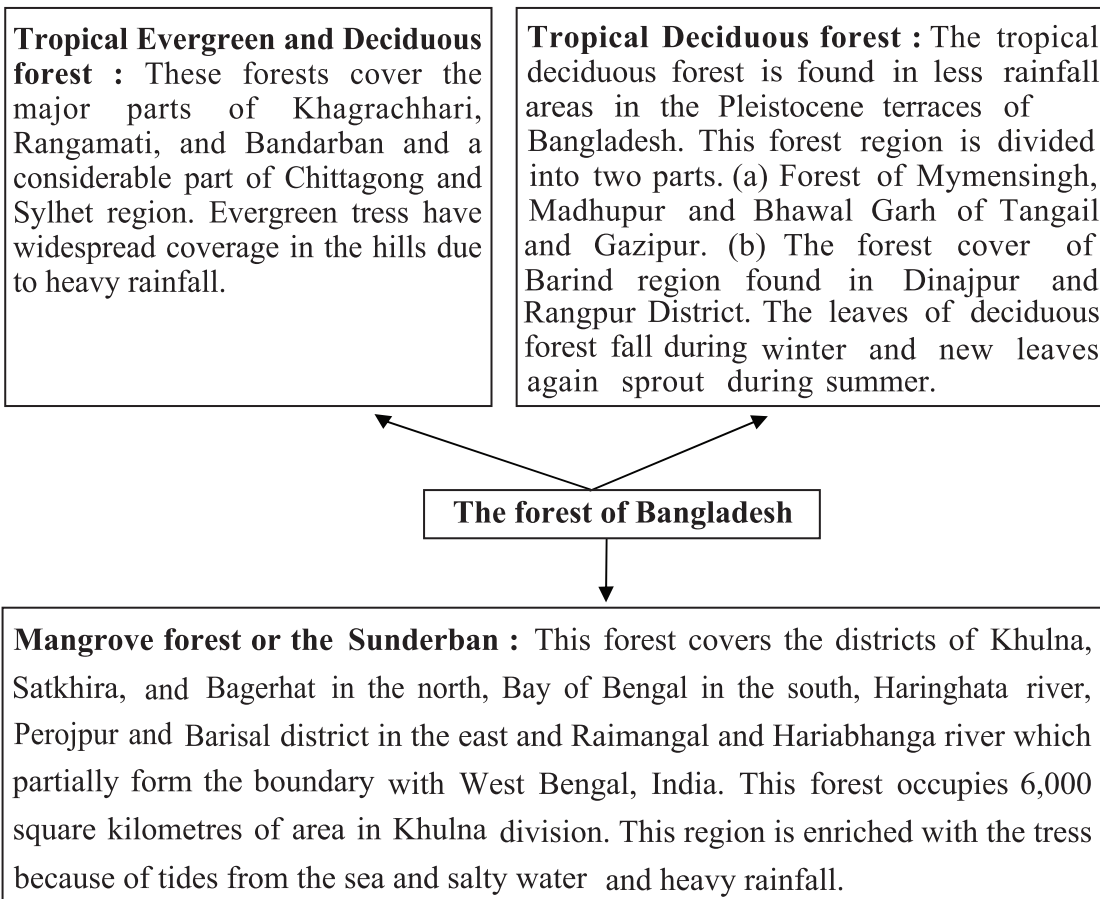 Tropical Evergreen and Deciduous
forest : These forests cover the
major parts of Khagrachhari,
Rangamati, and Bandarban and a
considerable part of Chittagong and
Sylhet region. Evergreen tress have
widespread coverage in the hills due
to heavy rainfall.
Tropical Deciduous forest : The tropical
deciduous forest is found in less rainfall
areas in the Pleistocene terraces of
Bangladesh. This forest region is divided
into two parts. (a) Forest of Mymensingh,
Madhupur and Bhawal Garh of Tangail
and Gazipur. (b) The forest cover of
Barind region found in Dinajpur and
Rangpur District. The leaves of deciduous
forest fall during winter and new leaves
again sprout during summer.
The forest of Bangladesh
Mangrove forest or the Sunderban : This forest covers the districts of Khulna,
Satkhira, and Bagerhat in the north, Bay of Bengal in the south, Haringhata river,
Perojpur and Barisal district in the east and Raimangal and Hariabhanga river which
partially form the boundary with West Bengal, India. This forest occupies 6,000
square kilometres of area in Khulna division. This region is enriched with the tress
because of tides from the sea and salty water and heavy rainfall.